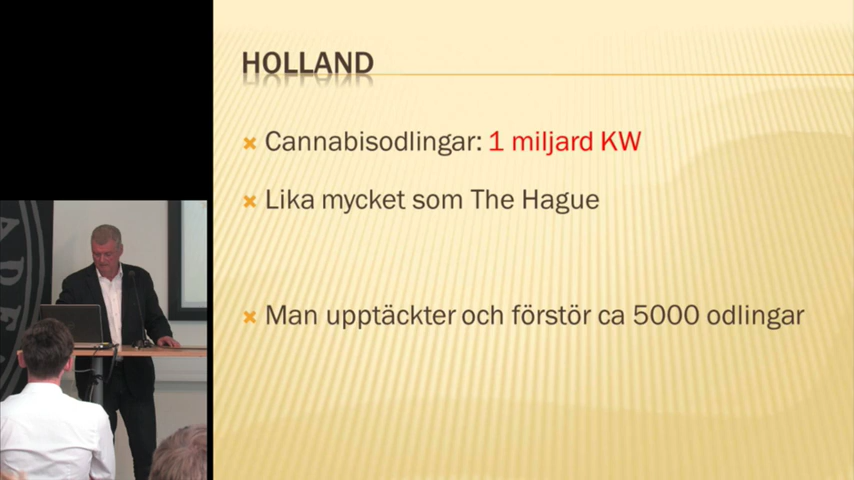 HOLLAND
Cannabisodlingar: 1 miljard KW
Lika mycket som The Hague
Man upptäckter och förstör ca 5000 odlingar